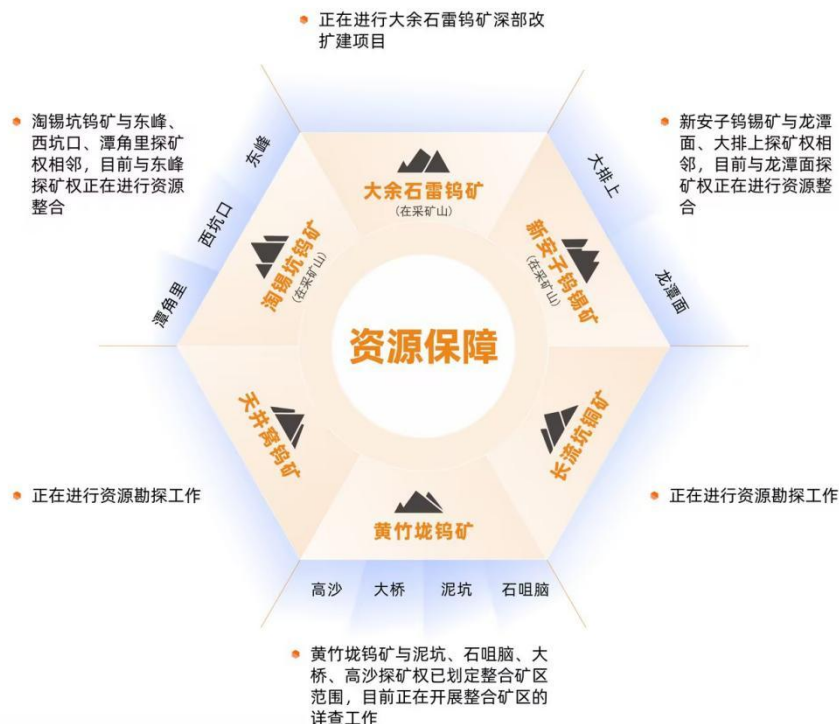 正在进行大余石雷钨矿深部改
扩建项目
淘锡坑钨矿与东峰、
西坑口、潭角里探矿
权相邻，目前与东峰
探矿权正在进行资源
整合
新安子钨锡矿与龙潭
面、大排上探矿权相
邻，目前与龙潭面探
矿权正在进行资源整
合
东峰
西坑口
潭角里
大余石雷钨矿
（在采矿山）
淘锡坑钨矿
（在采矿山）
新安子钨锡矿
（在采矿山）
大排上
龙潭面
资源保障
天井窝钨矿
长流坑铜矿
黄竹垅钨矿
正在进行资源勘探工作
正在进行资源勘探工作
高沙
大桥
泥坑
石咀脑
黄竹垅钨矿与泥坑、石咀脑、大
桥、高沙探矿权已划定整合矿区
范围，目前正在开展整合矿区的
详查工作